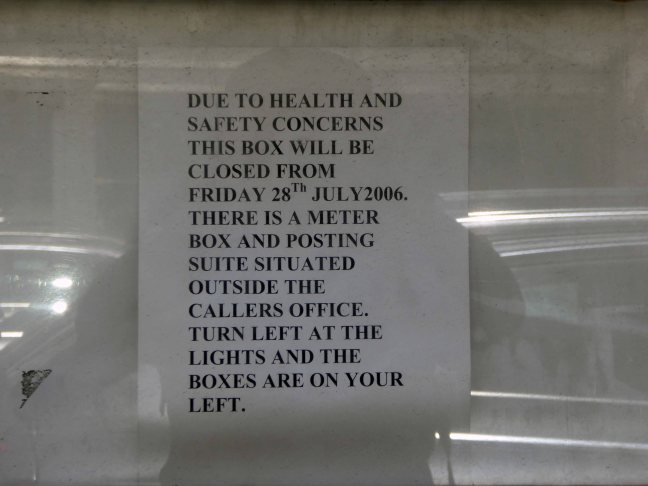 DUE TO HEALTH AND
SAFETY CONCERNS
THIS BOX WILL BE
CLOSED FROM
FRIDAY 28Th JULY2006.
THERE IS A METER
BOX AND POSTING
SUITE SITUATED
OUTSIDE THE
CALLERS OFFICE.
TURN LEFT AT THE
LIGHTS AND THE
BOXES ARE ON YOUR
LEFT.